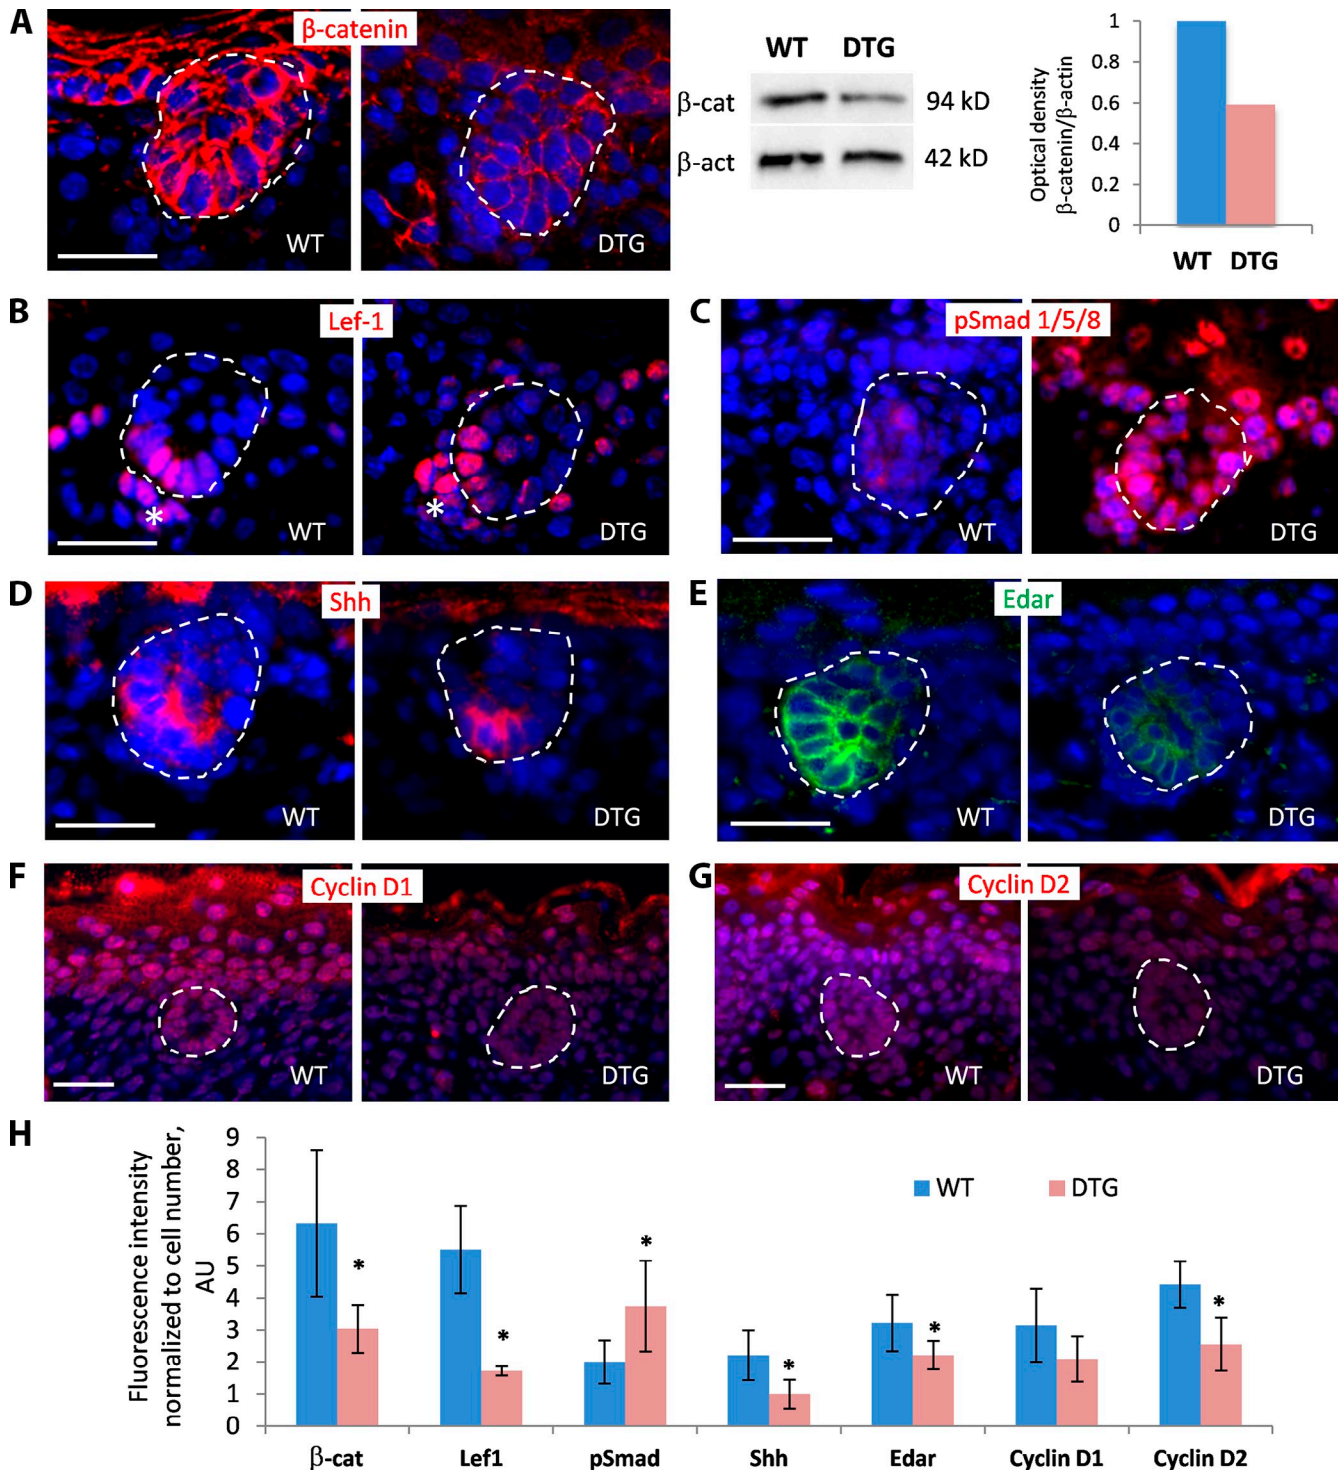 A
β-catenin
WT
DTG
WT DTG
β-cat 94 kD
β-act 42 kD
Optical density
β-catenin/β-actin
1
0.8
0.6
0.4
0.2
0
WT DTG
B
Lef-1
*
WT
*
DTG
C
pSmad 1/5/8
WT
DTG
D
Shh
WT
DTG
E
Edar
WT
DTG
F
Cyclin D1
WT
DTG
G
Cyclin D2
WT
DTG
H
Fluorescence intensity
normalized to cell number,
AU
9
8
7
6
5
4
3
2
1
0
WT DTG
* * * * * *
β-cat Lef1 pSmad Shh Edar Cyclin D1 Cyclin D2